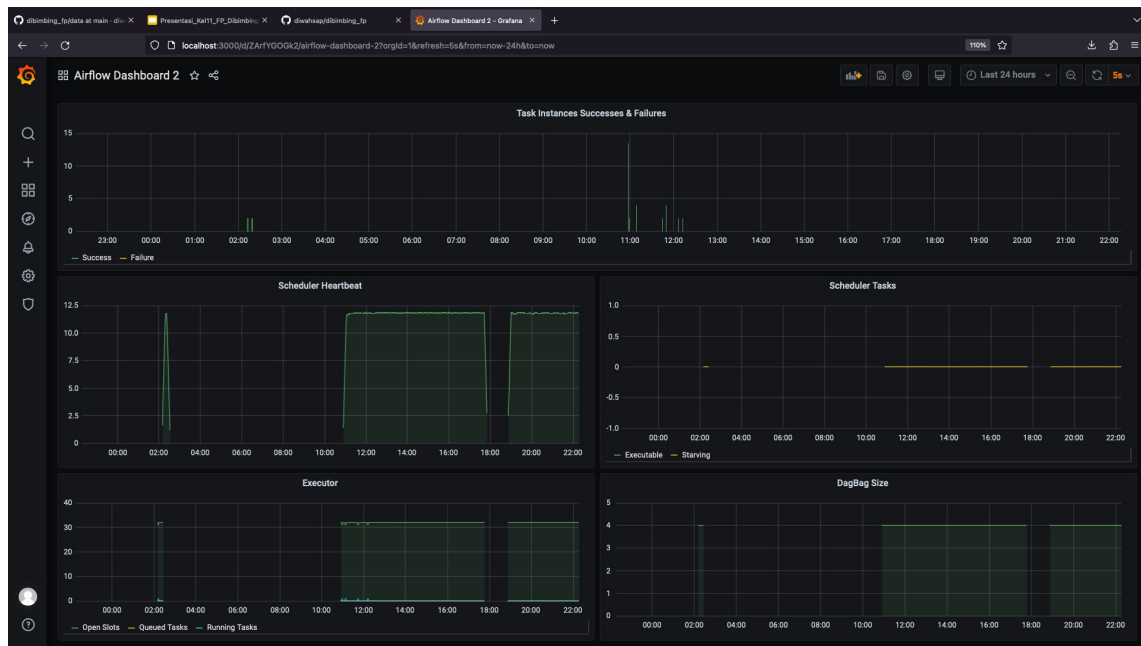 dibimbing_fp/data at main · diw
Presentasi_Kel11_FP_Dibimbing
diwahsap/dibimbing_fp
Airflow Dashboard 2 - Grafana
localhost:3000/d/ZArfYGOGk2/airflow-dashboard-2?orgId=1&refresh=5s&from=now-24h&to=now
110%
Airflow Dashboard 2
Last 24 hours
5s
Task Instances Successes & Failures
15
10
5
0
23:00 00:00 01:00 02:00 03:00 04:00 05:00 06:00 07:00 08:00 09:00 10:00 11:00 12:00 13:00 14:00 15:00 16:00 17:00 18:00 19:00 20:00 21:00 22:00
Success Failure
Scheduler Heartbeat
12.5
10.0
7.5
5.0
2.5
0
00:00 02:00 04:00 06:00 08:00 10:00 12:00 14:00 16:00 18:00 20:00 22:00
Scheduler Tasks
1.0
0.5
0
-0.5
-1.0
00:00 02:00 04:00 06:00 08:00 10:00 12:00 14:00 16:00 18:00 20:00 22:00
Executable Starving
Executor
40
30
20
10
0
00:00 02:00 04:00 06:00 08:00 10:00 12:00 14:00 16:00 18:00 20:00 22:00
Open Slots Queued Tasks Running Tasks
DagBag Size
5
4
3
2
1
0
00:00 02:00 04:00 06:00 08:00 10:00 12:00 14:00 16:00 18:00 20:00 22:00